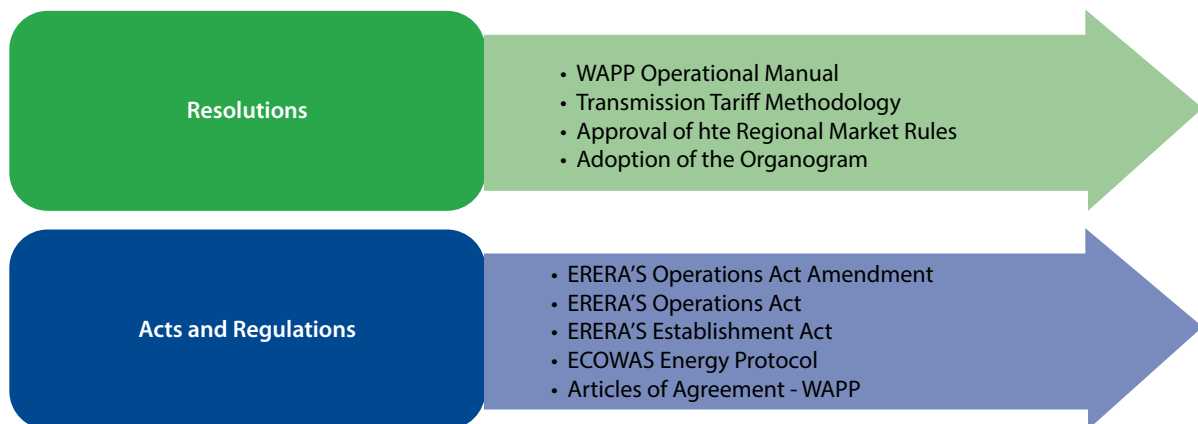 Resolutions
• WAPP Operational Manual
• Transmission Tariff Methodology
• Approval of hte Regional Market Rules
• Adoption of the Organogram
Acts and Regulations
• ERERA’S Operations Act Amendment
• ERERA’S Operations Act
• ERERA’S Establishment Act
• ECOWAS Energy Protocol
• Articles of Agreement - WAPP